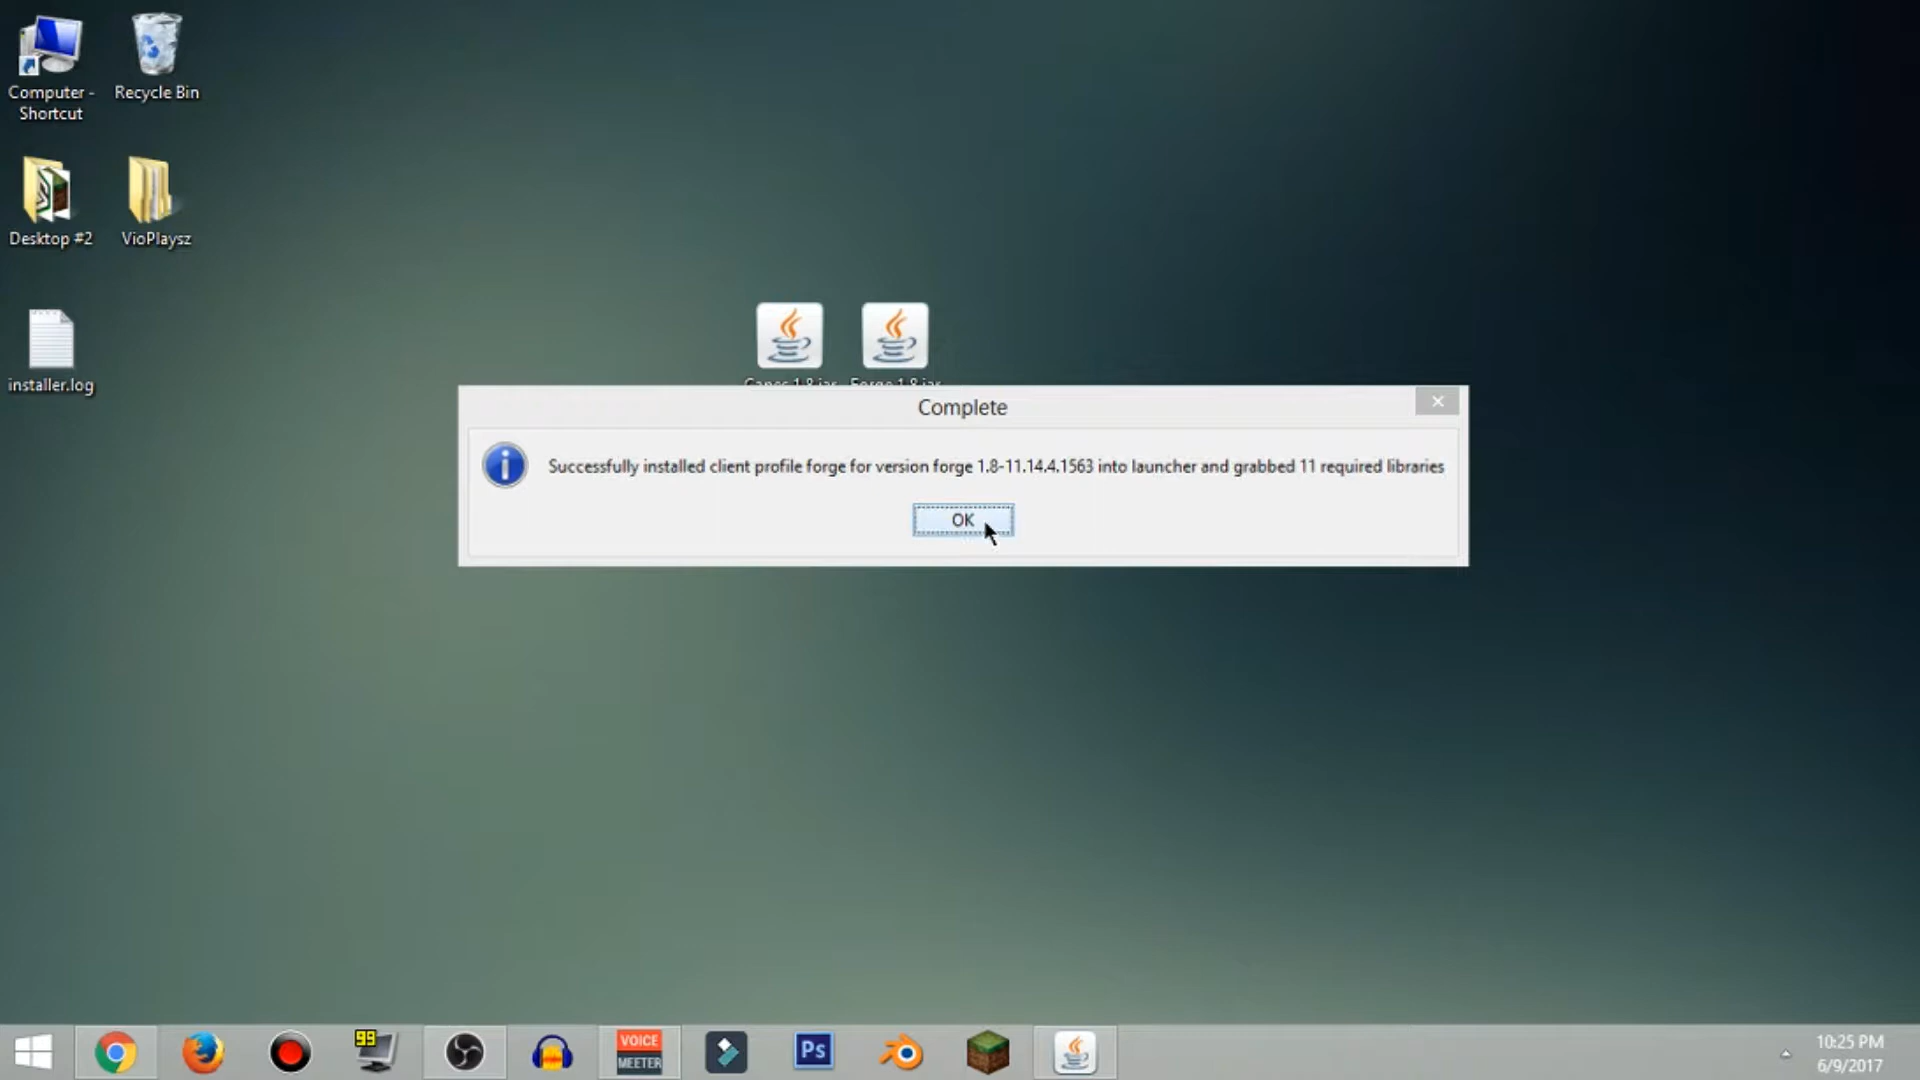 Computer -
Shortcut
Recycle Bin
Desktop #2
VioPlaysz
installer.log
Capes 1.8.jar
Forge 1.8.jar
Complete
Successfully installed client profile forge for version forge 1.8-11.14.4.1563 into launcher and grabbed 11 required libraries
OK
99
VOICE
MEETER
Ps
10:25 PM
6/9/2017